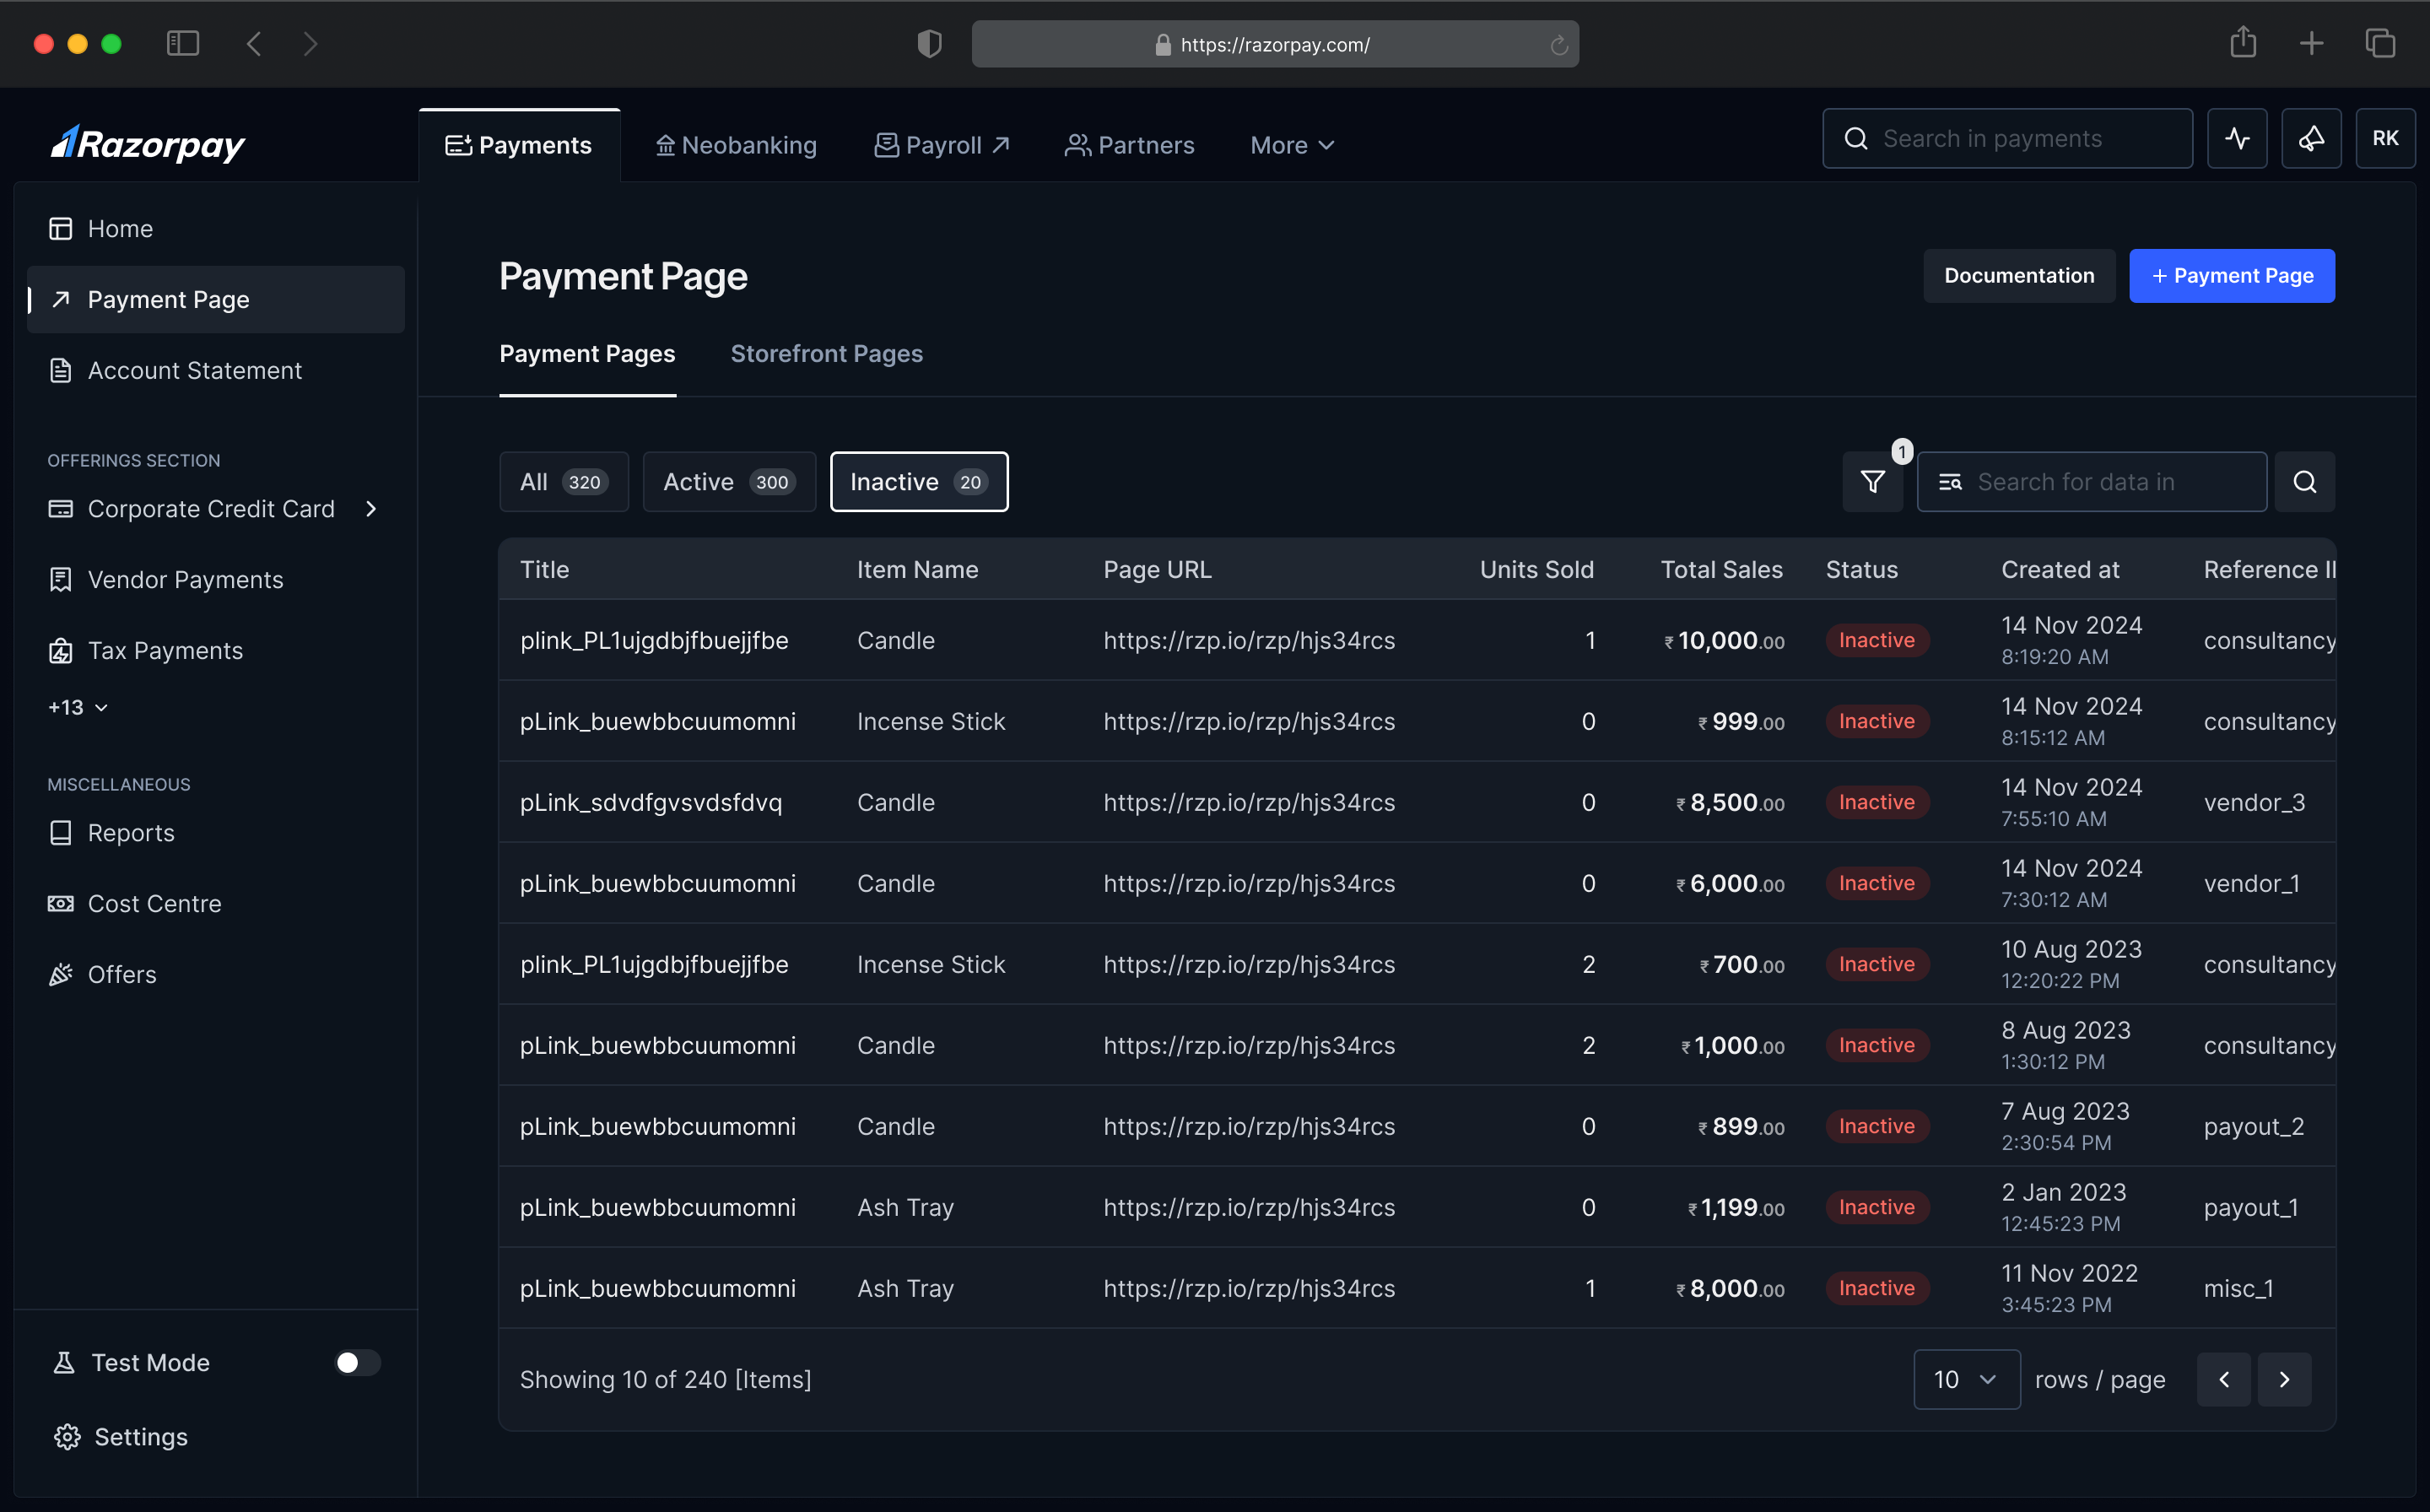 https://razorpay.com/
Razorpay
Payments
Neobanking
Payroll
Partners
More
Search in payments
RK
Home
Payment Page
Account Statement
OFFERINGS SECTION
Corporate Credit Card
Vendor Payments
Tax Payments
+13
MISCELLANEOUS
Reports
Cost Centre
Offers
Test Mode
Settings
Payment Page
Documentation
+ Payment Page
Payment Pages
Storefront Pages
All 320
Active 300
Inactive 20
1
Search for data in
Title Item Name Page URL Units Sold Total Sales Status Created at Reference
plink_PL1ujgdbjfbuejjfbe Candle https://rzp.io/rzp/hjs34rcs 1 ₹10,000.00 Inactive 14 Nov 2024
8:19:20 AM
consultancy
pLink_buewbbcuumomni Incense Stick https://rzp.io/rzp/hjs34rcs 0 ₹999.00 Inactive 14 Nov 2024
8:15:12 AM
consultancy
pLink_sdvdfgvsvdsfdvq Candle https://rzp.io/rzp/hjs34rcs 0 ₹8,500.00 Inactive 14 Nov 2024
7:55:10 AM
vendor_3
pLink_buewbbcuumomni Candle https://rzp.io/rzp/hjs34rcs 0 ₹6,000.00 Inactive 14 Nov 2024
7:30:12 AM
vendor_1
plink_PL1ujgdbjfbuejjfbe Incense Stick https://rzp.io/rzp/hjs34rcs 2 ₹700.00 Inactive 10 Aug 2023
12:20:22 PM
consultancy
pLink_buewbbcuumomni Candle https://rzp.io/rzp/hjs34rcs 2 ₹1,000.00 Inactive 8 Aug 2023
1:30:12 PM
consultancy
pLink_buewbbcuumomni Candle https://rzp.io/rzp/hjs34rcs 0 ₹899.00 Inactive 7 Aug 2023
2:30:54 PM
payout_2
pLink_buewbbcuumomni Ash Tray https://rzp.io/rzp/hjs34rcs 0 ₹1,199.00 Inactive 2 Jan 2023
12:45:23 PM
payout_1
pLink_buewbbcuumomni Ash Tray https://rzp.io/rzp/hjs34rcs 1 ₹8,000.00 Inactive 11 Nov 2022
3:45:23 PM
misc_1
Showing 10 of 240 [Items]
10
rows / page